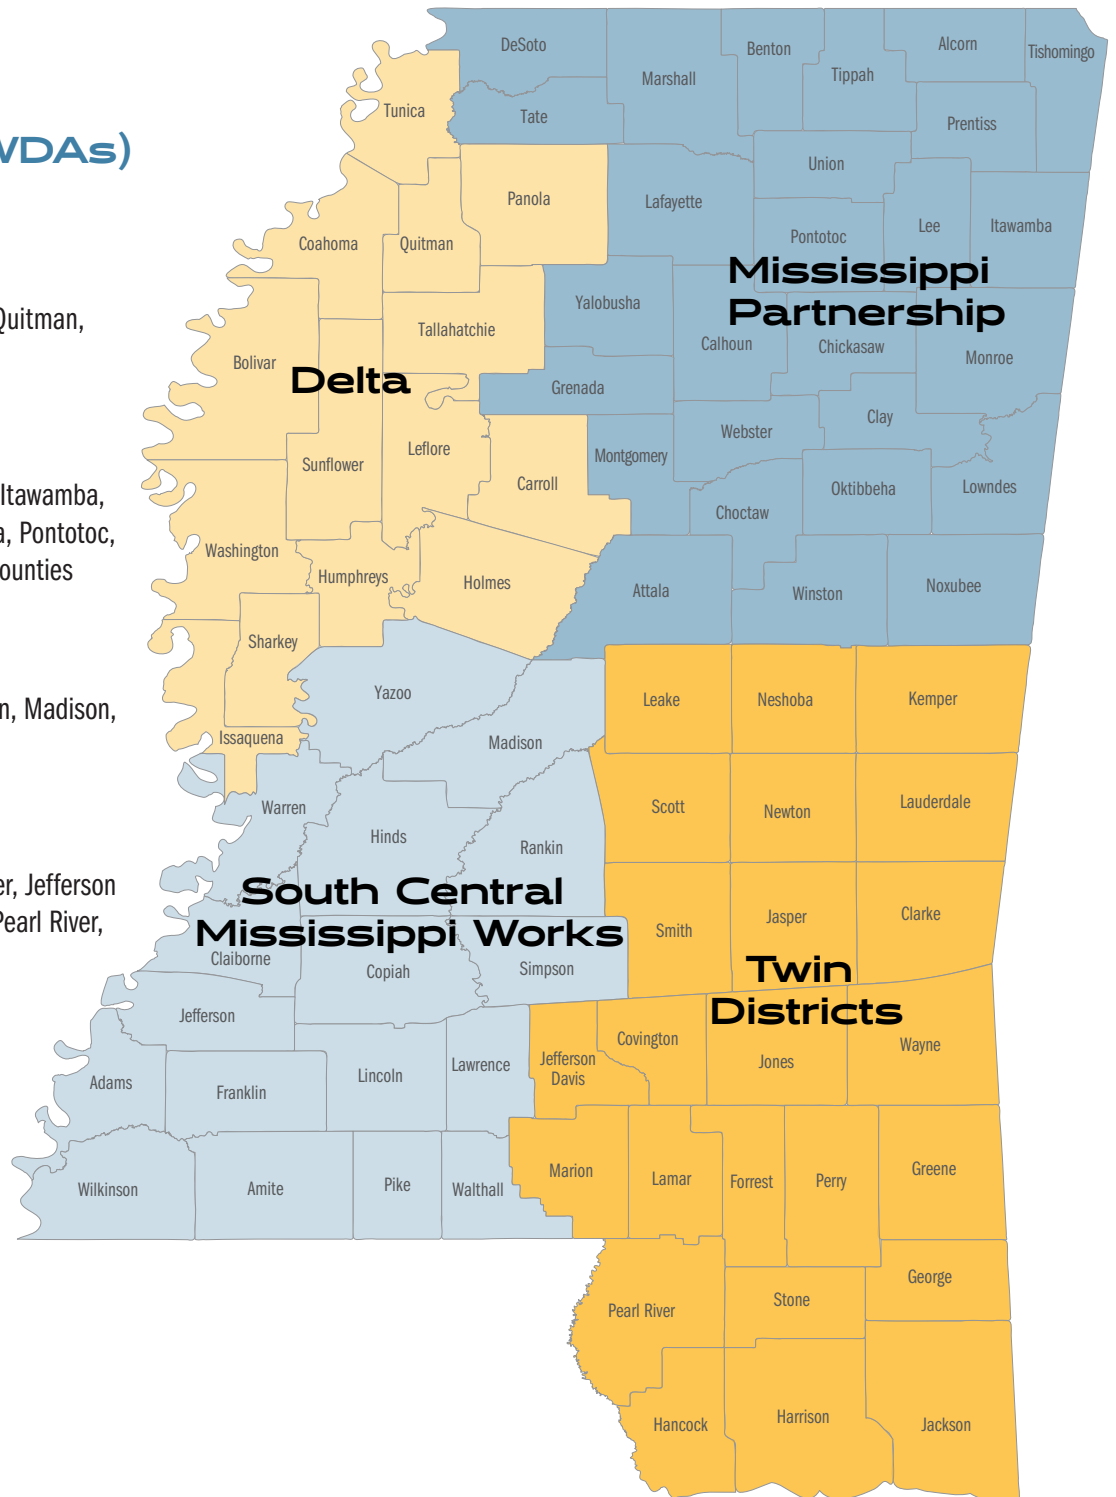 WDAs)
Quitman,
Itawamba,
a, Pontotoc,
ounties
n, Madison,
er, Jefferson
Pearl River,
DeSoto
Marshall
Benton
Tippah
Alcorn
Tishomingo
Tunica
Tate
Prentiss
Union
Panola
Lafayette
Pontotoc
Lee
Itawamba
Coahoma
Quitman
Mississippi
Partnership
Yalobusha
Tallahatchie
Calhoun
Chickasaw
Monroe
Bolivar
Delta
Grenada
Clay
Webster
Leflore
Montgomery
Sunflower
Carroll
Oktibbeha
Lowndes
Choctaw
Washington
Humphreys
Holmes
Attala
Winston
Noxubee
Sharkey
Yazoo
Leake
Neshoba
Kemper
Issaquena
Madison
Warren
Scott
Newton
Lauderdale
Hinds
Rankin
South Central
Mississippi Works
Smith
Jasper
Clarke
Claiborne
Copiah
Simpson
Twin
Districts
Jefferson
Covington
Wayne
Jones
Jefferson
Davis
Lawrence
Lincoln
Adams
Franklin
Marion
Lamar
Forrest
Perry
Greene
Wilkinson
Amite
Pike
Walthall
George
Stone
Pearl River
Hancock
Harrison
Jackson